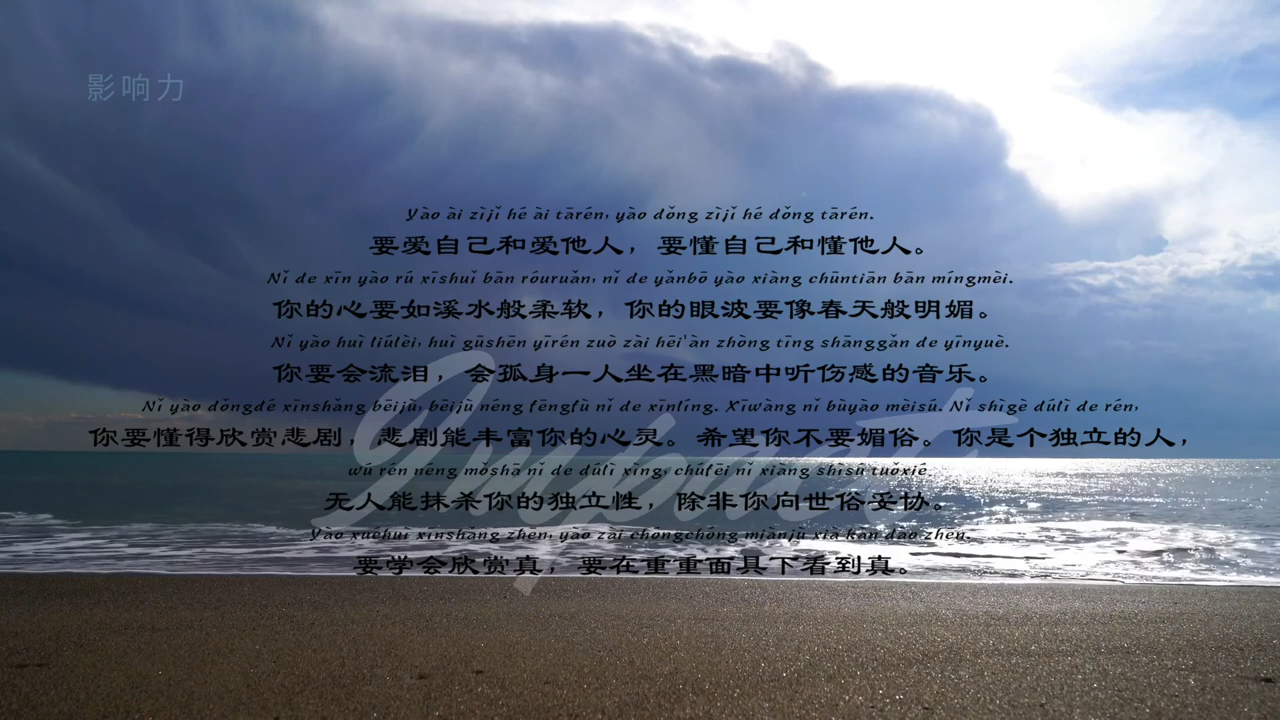 影响力
Yào ài zìjǐ hé ài tārén, yào dǒng zìjǐ hé dǒng tārén.
要爱自己和爱他人，要懂自己和懂他人。
Nǐ de xīn yào rú xīshuǐ bān róuruǎn, nǐ de yǎnbō yào xiàng chūntiān bān míngmèi.
你的心要如溪水般柔软，你的眼波要像春天般明媚。
Nǐ yào huì liúlèi, huì gūshēn yīrén zuò zài hēi'àn zhòng tīng shānggǎn de yīnyuè.
你要会流泪，会孤身一人坐在黑暗中听伤感的音乐。
Nǐ yào dǒngdé xīnshǎng bēijù, bēijù néng fēngfù nǐ de xīnlíng. Xīwàng nǐ bùyào mèisú. Nǐ shìgè dúlì de rén,
你要懂得欣赏悲剧，悲剧能丰富你的心灵。希望你不要媚俗。你是个独立的人，
wú rén néng mǒshā nǐ de dúlì xìng, chúfēi nǐ xiàng shìsú tuǒxié.
无人能抹杀你的独立性，除非你向世俗妥协。
Yào xuéhuì xīnshǎng zhēn, yào zài chóngchóng miànjù xià kàn dào zhēn.
要学会欣赏真，要在重重面具下看到真。
Impact